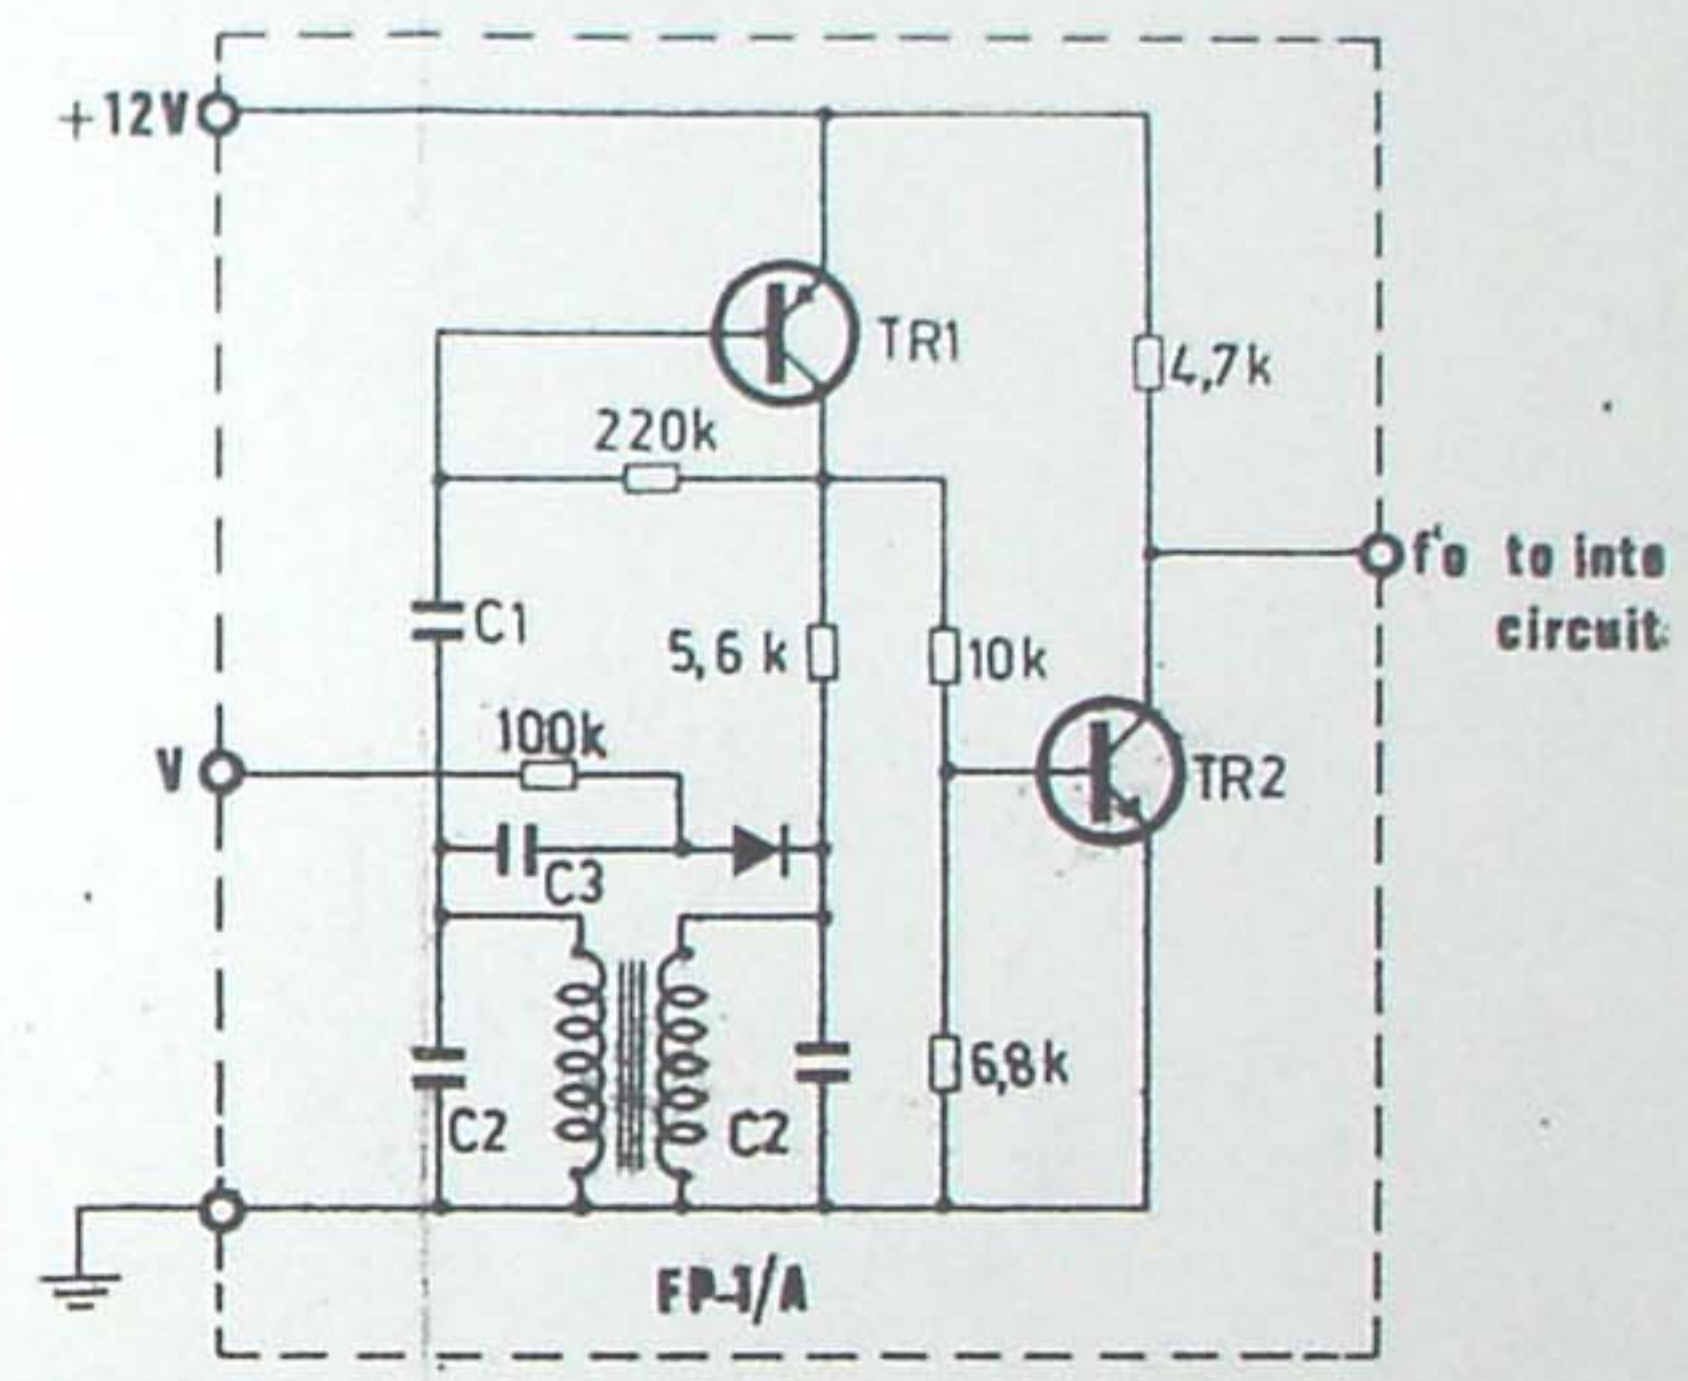 +12V
TR1
4,7k
220k
f'o to inte
circuit
C1
5,6 k
10k
100k
V
TR2
C3
6,8k
C2
C2
FP-1/A